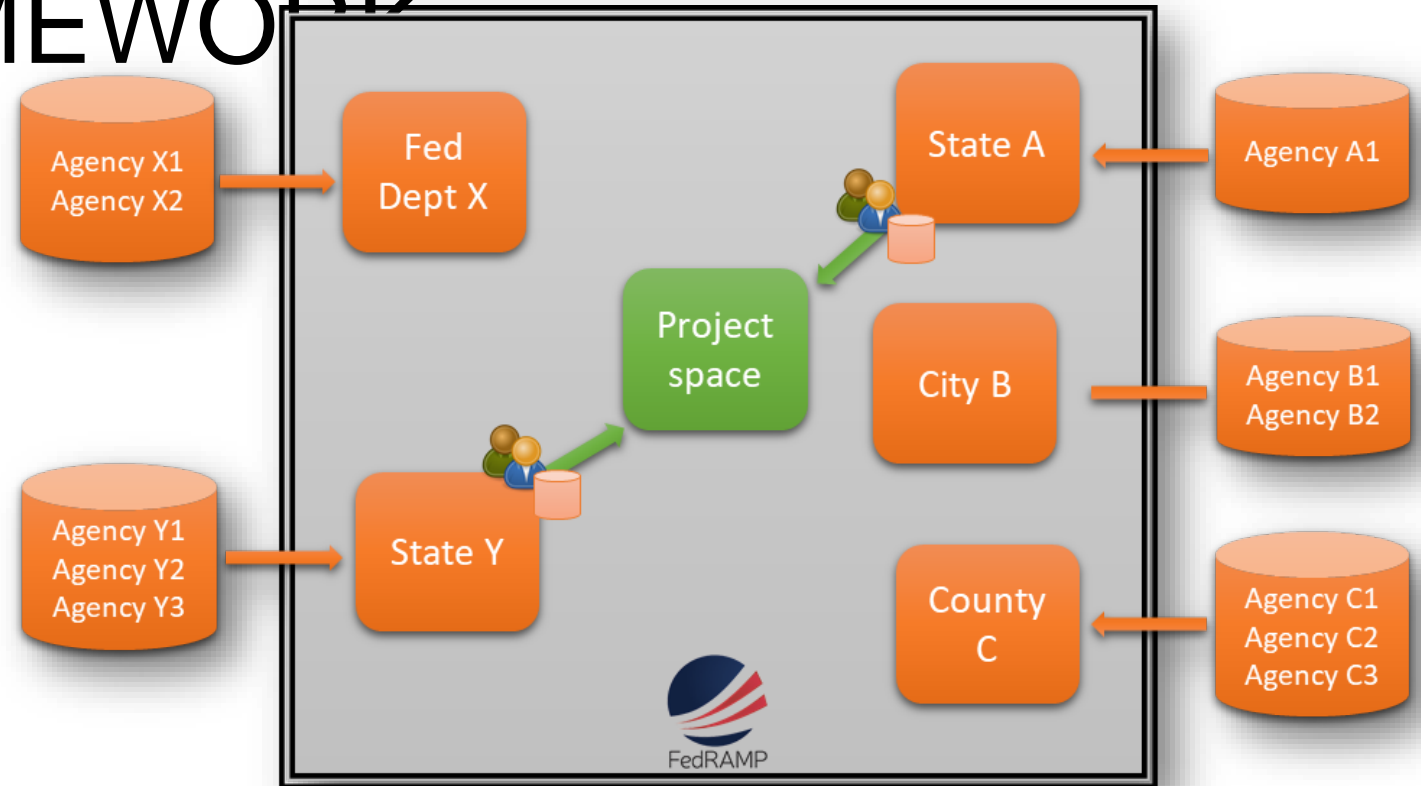 MEWORK
Agency X1
Agency X2
Fed
Dept X
State A
Agency A1
Project
space
City B
Agency B1
Agency B2
Agency Y1
Agency Y2
Agency Y3
State Y
County
C
Agency C1
Agency C2
Agency C3
FedRAMP